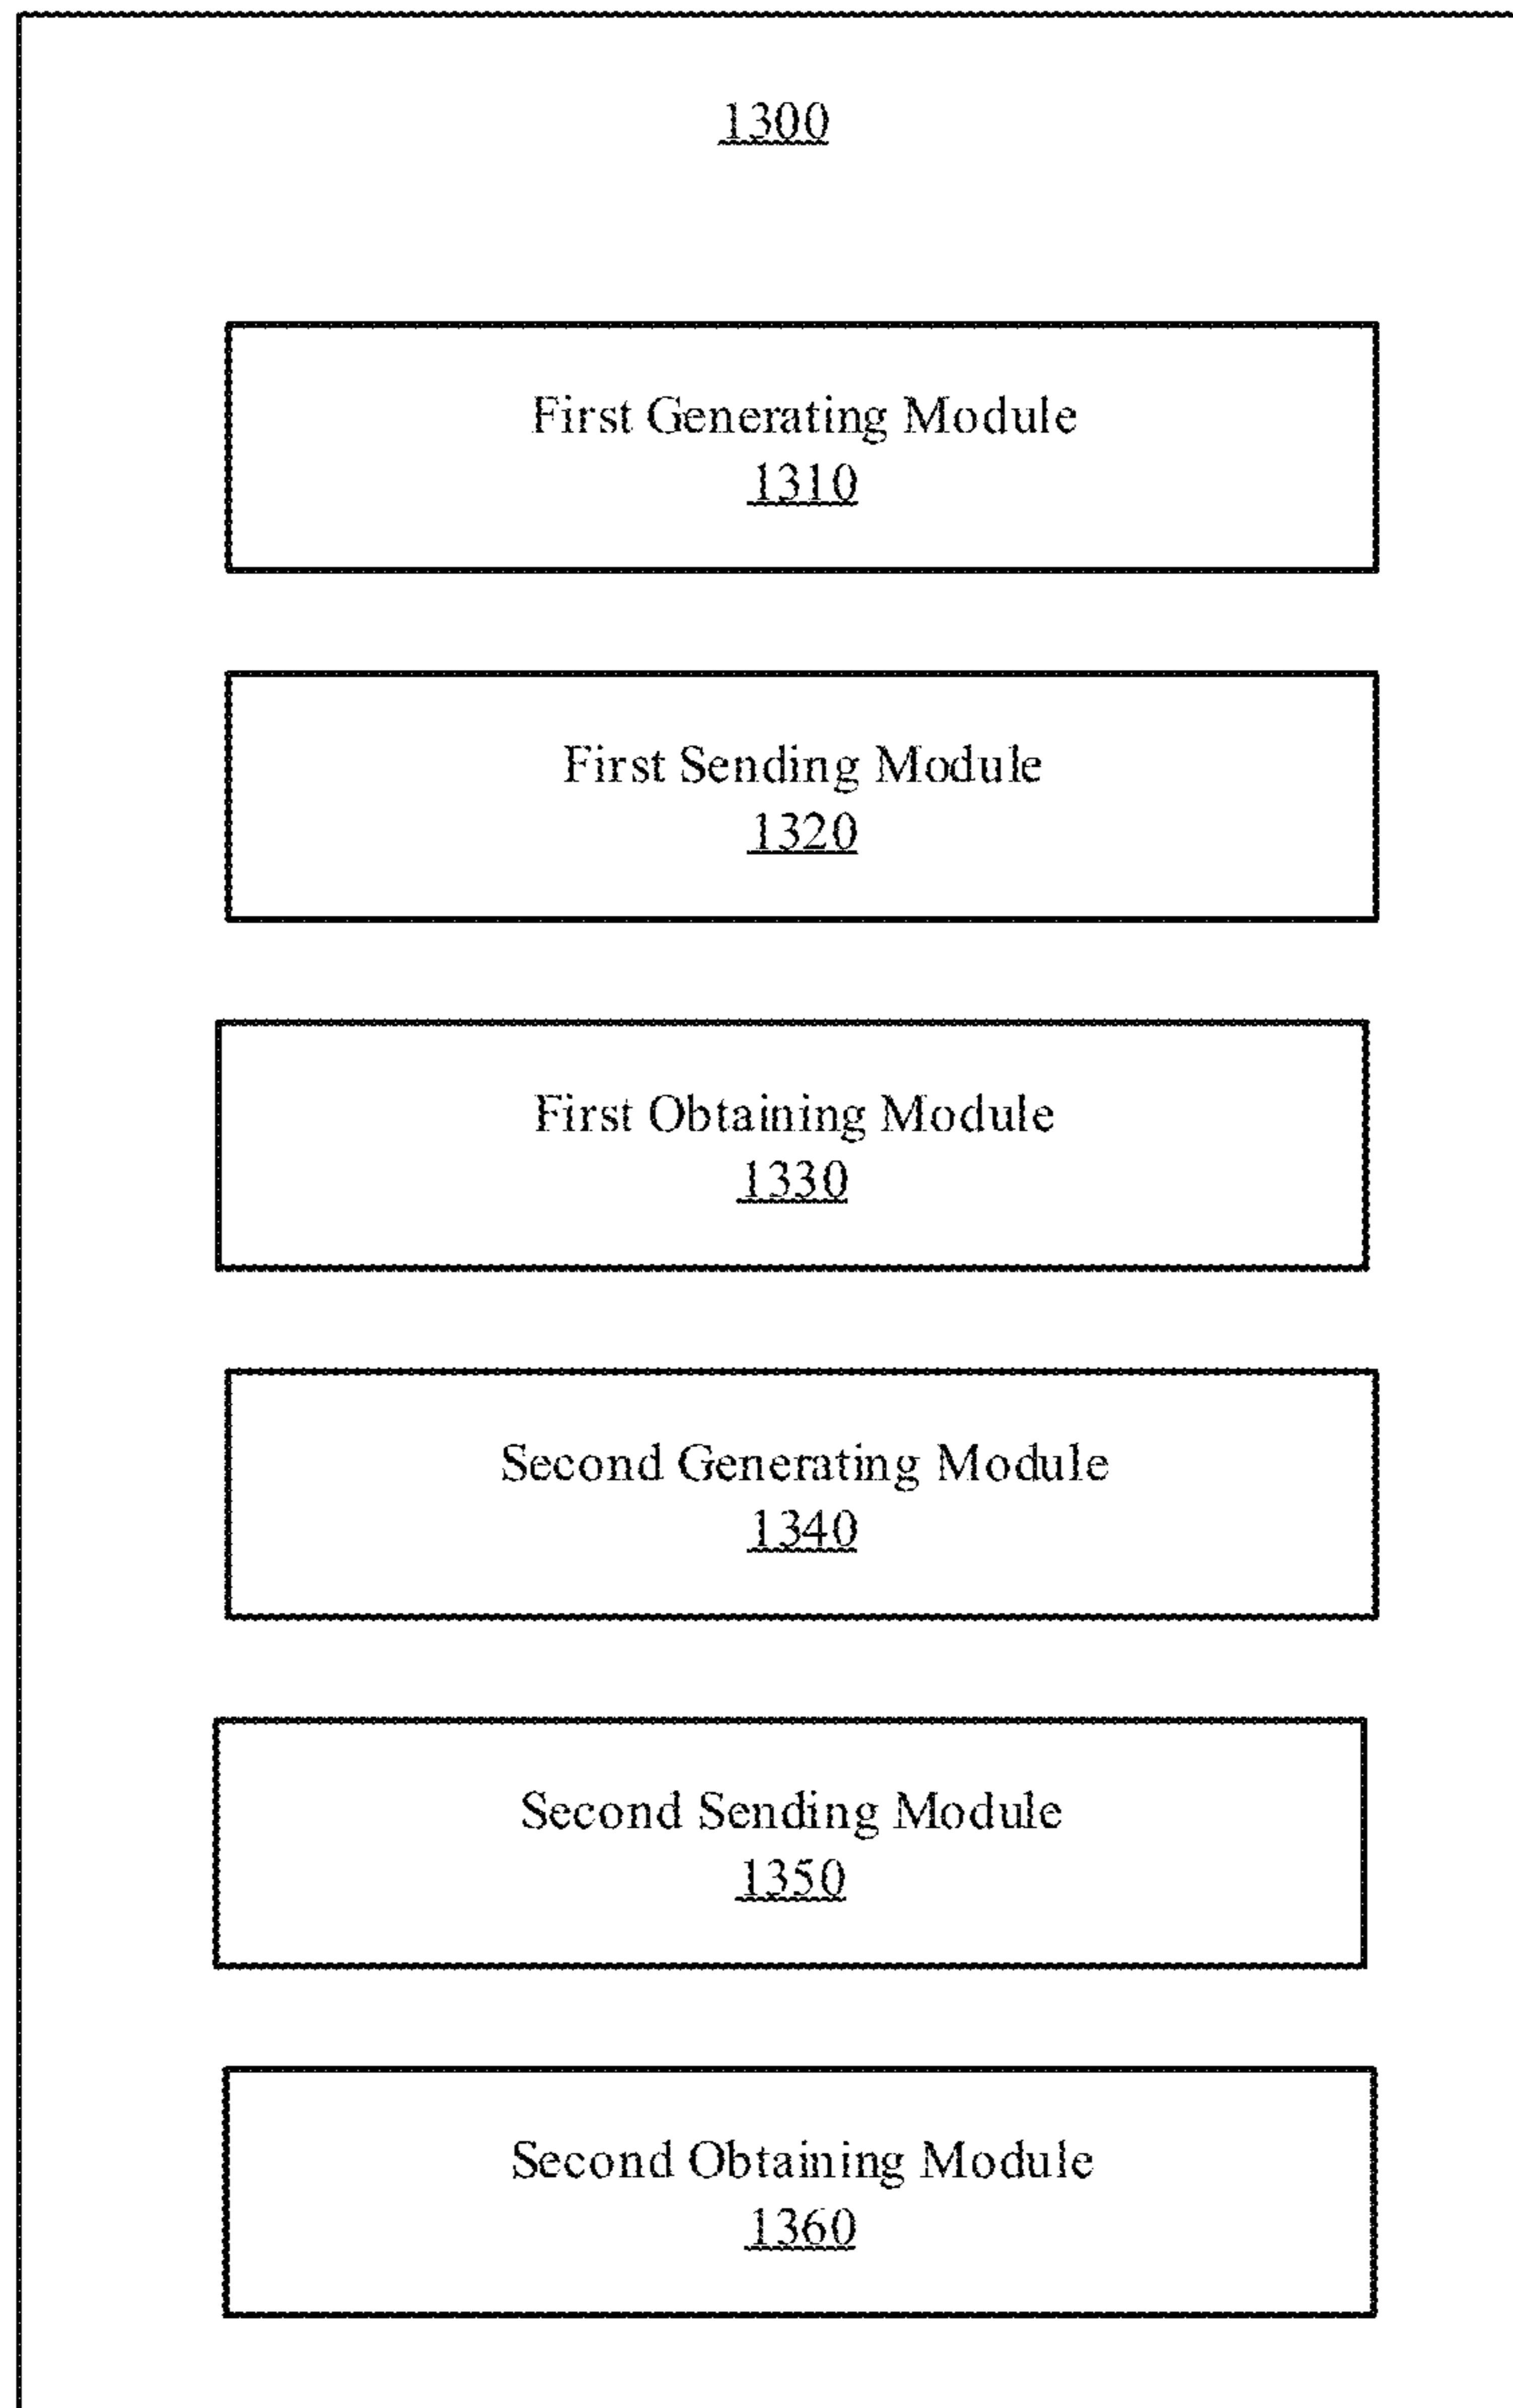 1300
First Generating Module
1310
First Sending Module
1320
First Obtaining Module
1330
Second Generating Module
1340
Second Sending Module
1350
Second Obtaining Module
1360